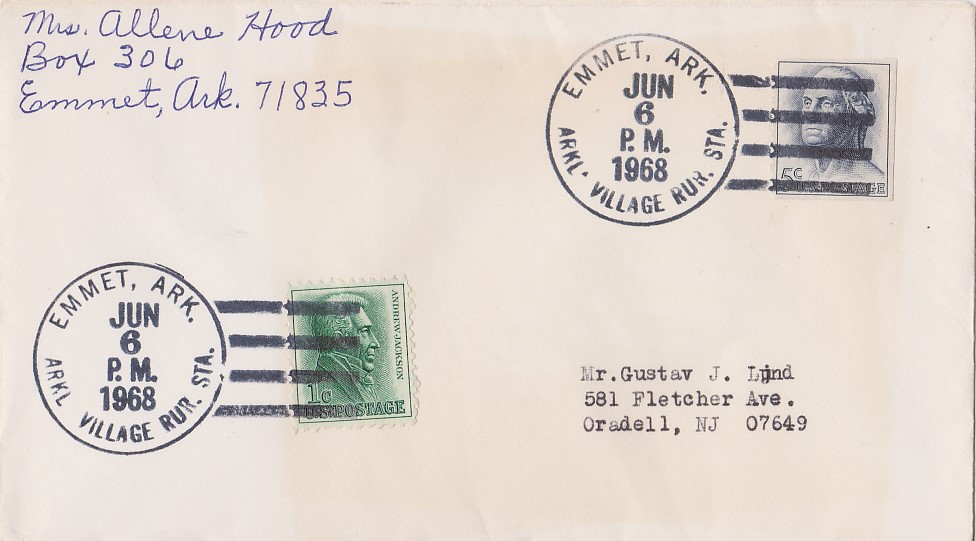 Mrs. Allene Hood
Box 306
Emmet, Ark. 71835
EMMET, ARK.
JUN
6
P. M.
1968
ARKL. VILLAGE RUR. STA.
5c
U.S. POSTAGE
EMMET, ARK.
JUN
6
P. M.
1968
ARKL VILLAGE RUR. STA.
ANDREW JACKSON
1c
U.S. POSTAGE
Mr.Gustav J. Lund
581 Fletcher Ave.
Oradell, NJ 07649